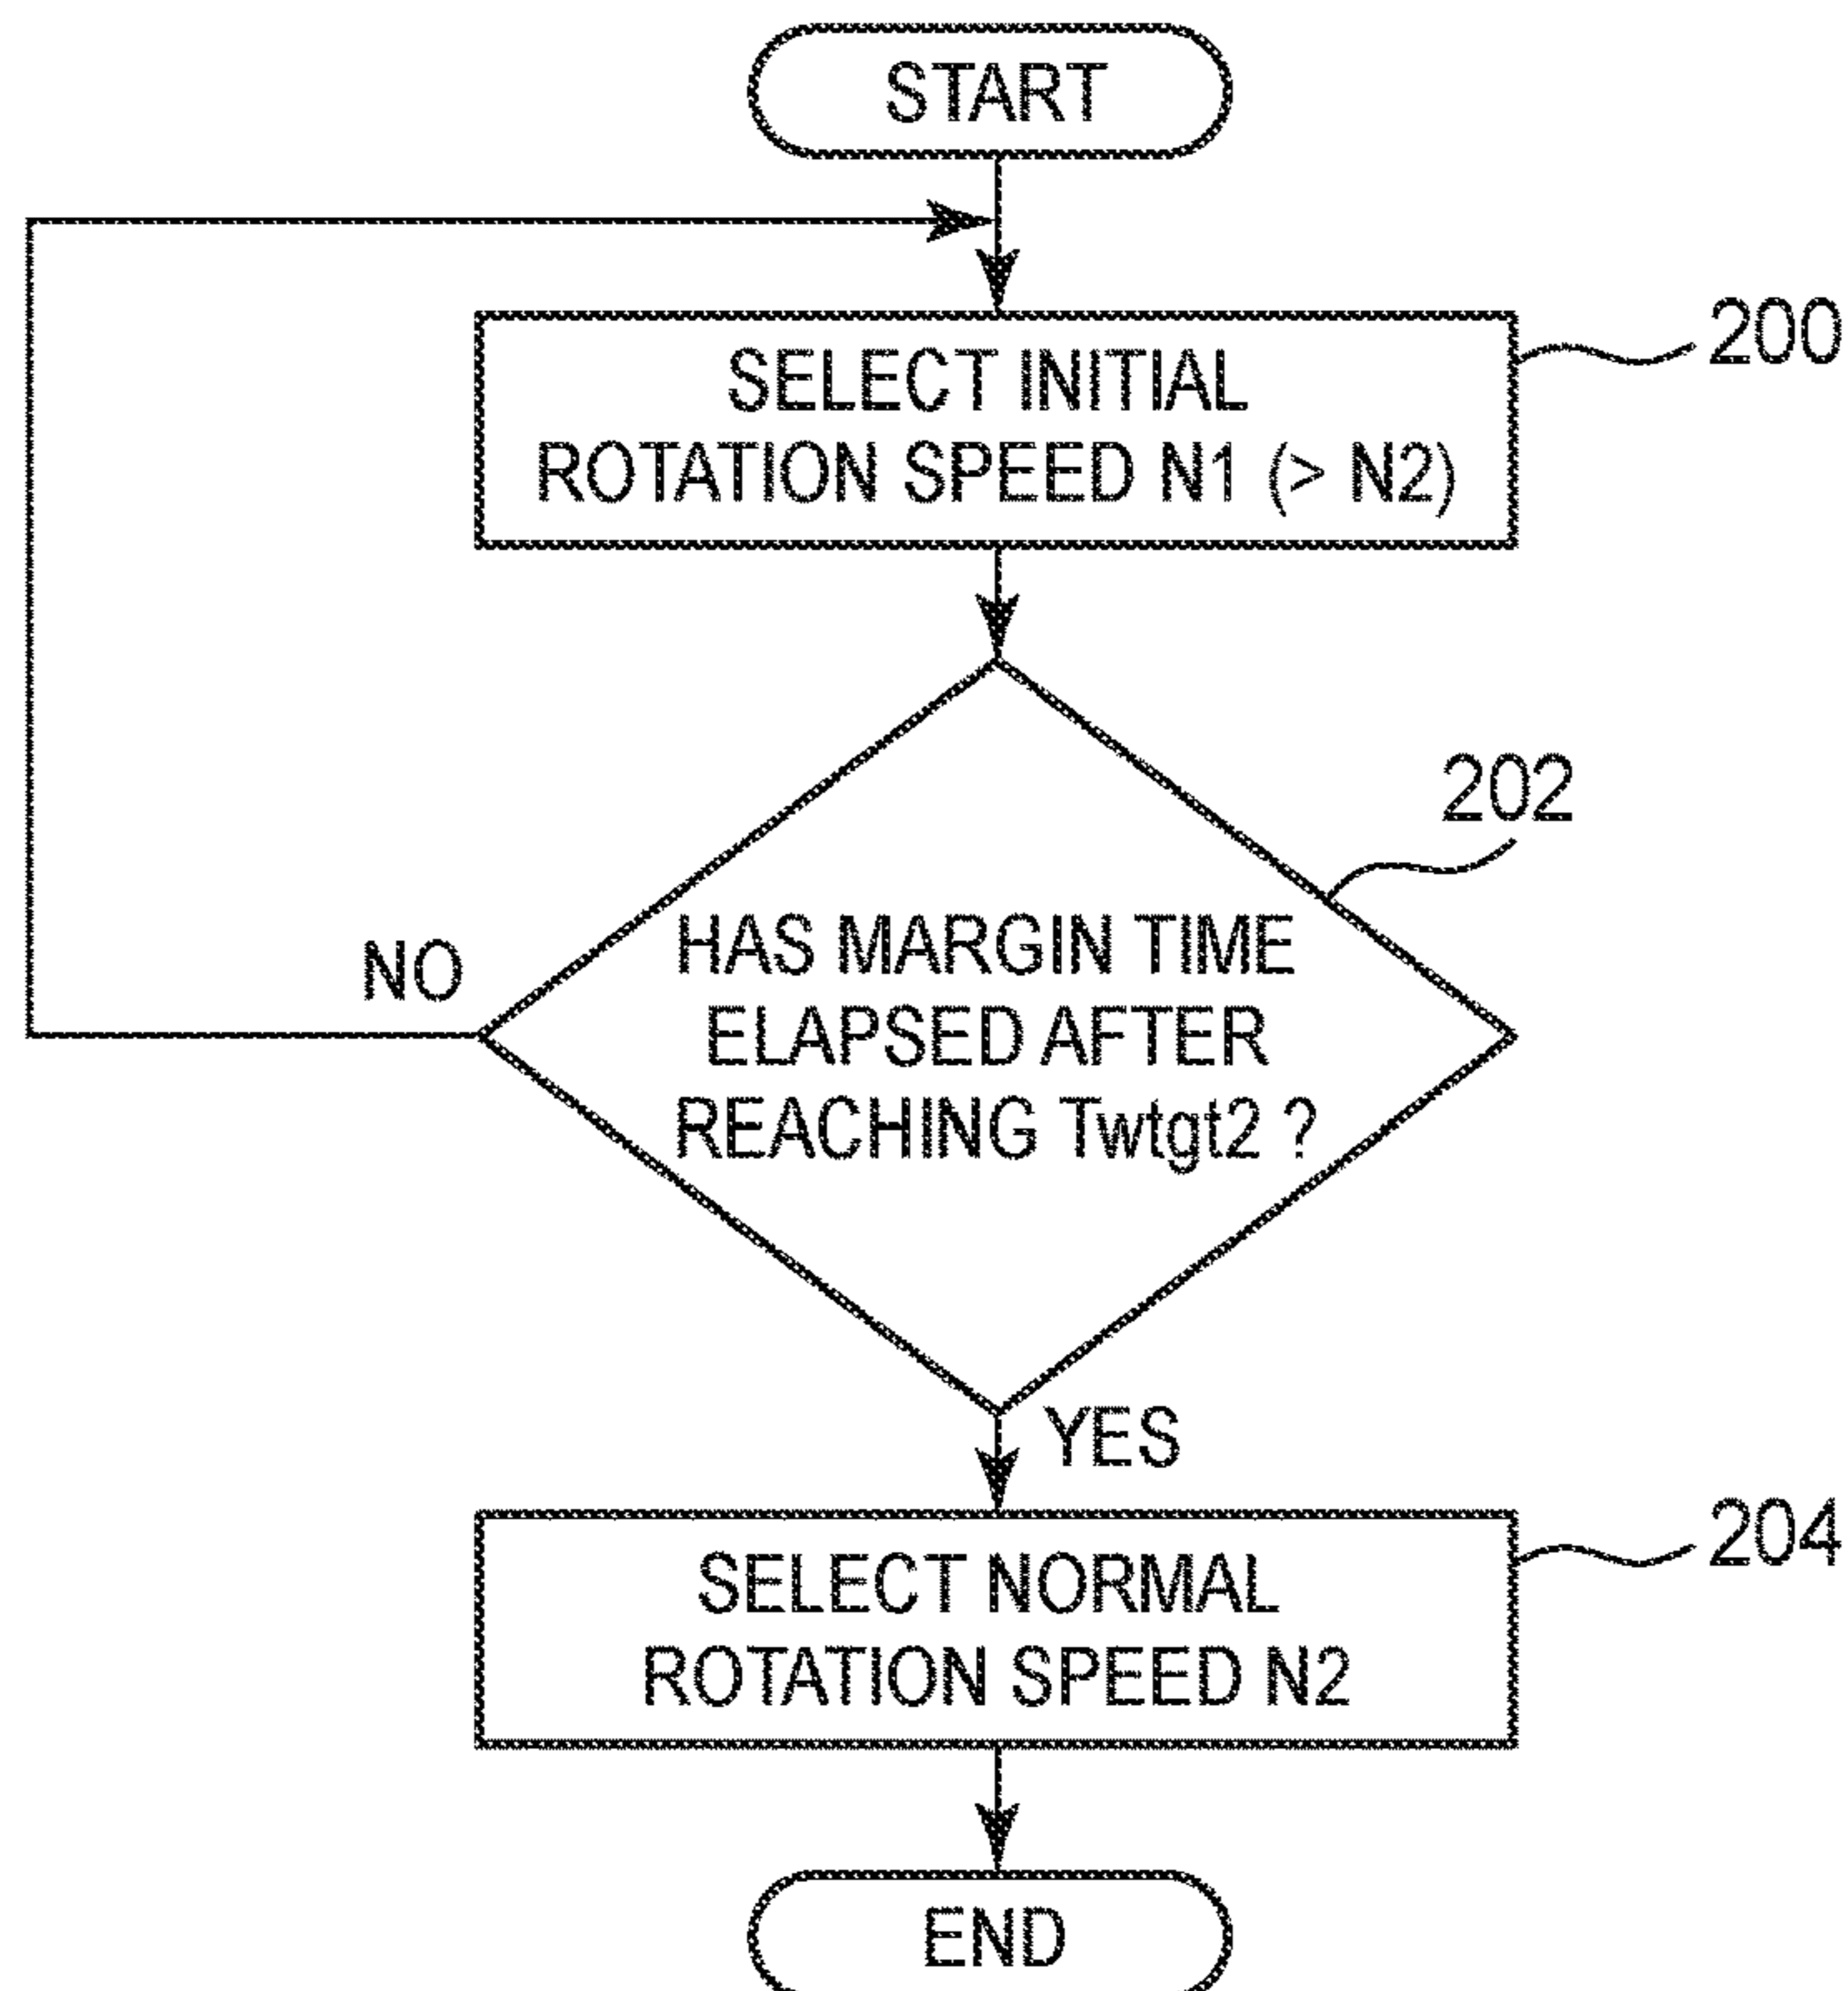 START
SELECT INITIAL
ROTATION SPEED N1 (> N2)
200
202
HAS MARGIN TIME
ELAPSED AFTER
REACHING Twtgt2 ?
NO
YES
SELECT NORMAL
ROTATION SPEED N2
204
END